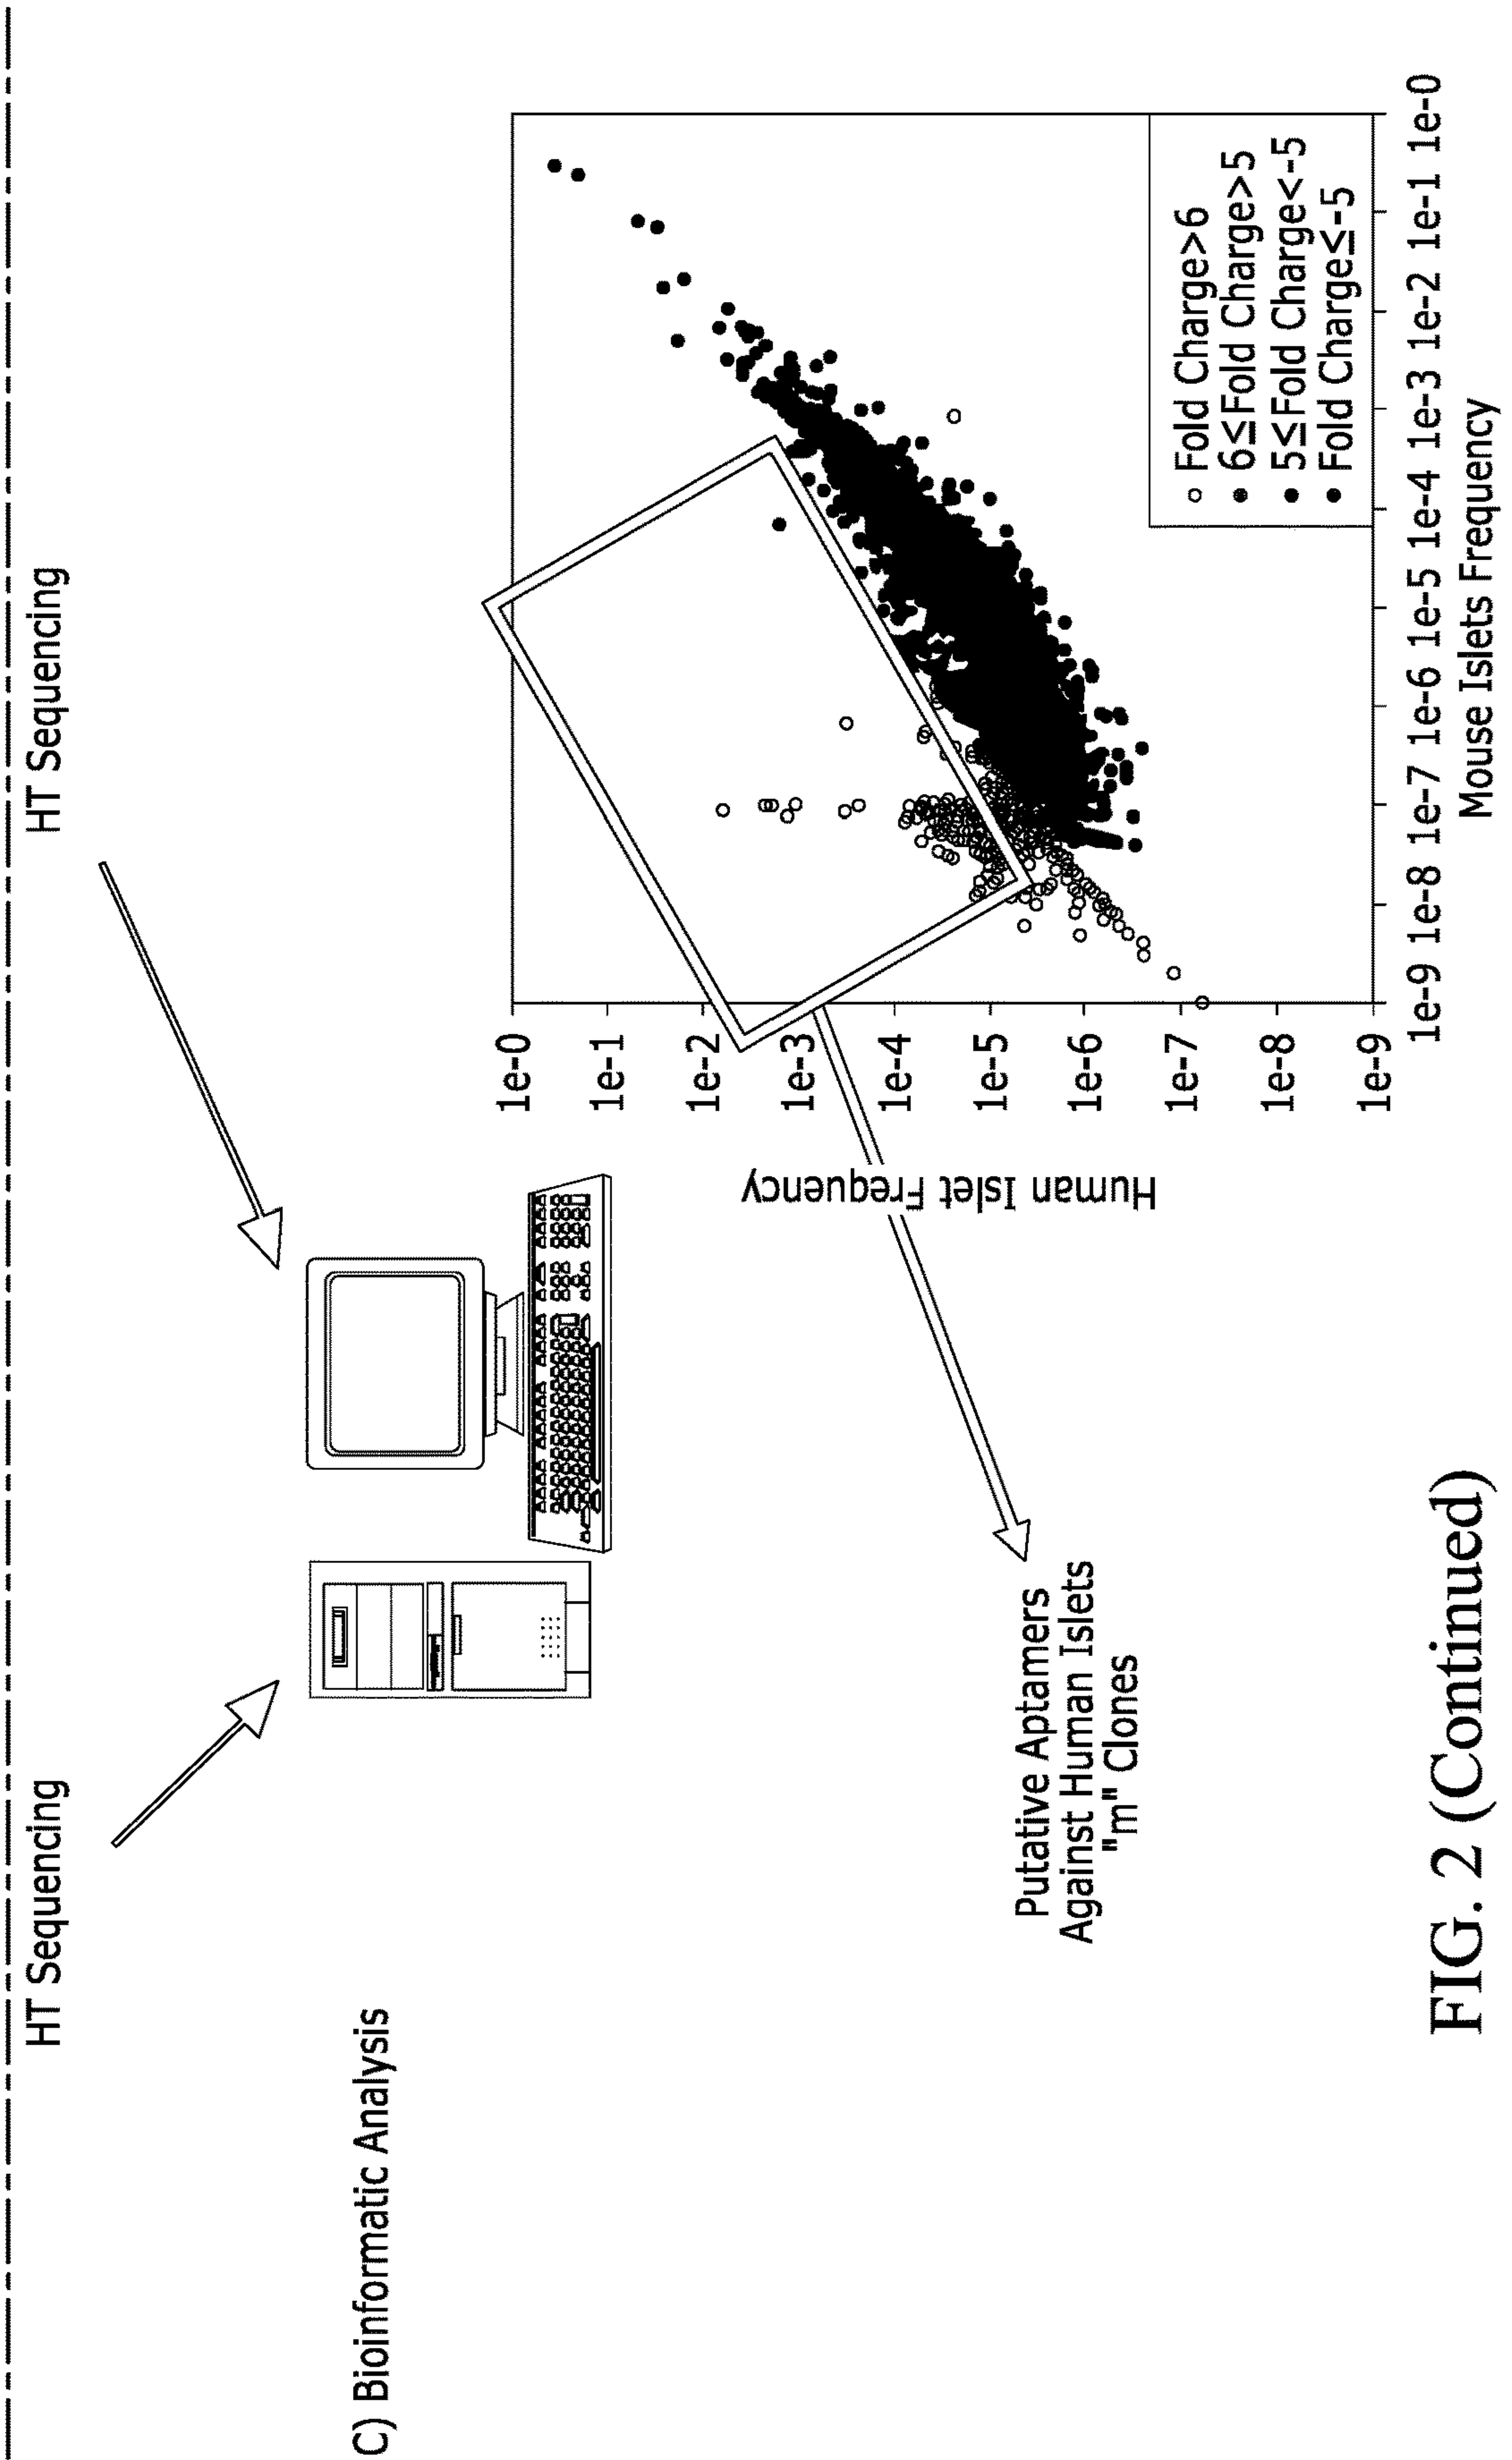 HT Sequencing
HT Sequencing
C) Bioinformatic Analysis
Putative Aptamers
Against Human Islets
"m" Clones
Human Islet Frequency
1e-0
1e-1
1e-2
1e-3
1e-4
1e-5
1e-6
1e-7
1e-8
1e-9
Fold Charge>6
6≤Fold Charge>5
5≤Fold Charge<-5
Fold Charge≤-5
1e-9 1e-8 1e-7 1e-6 1e-5 1e-4 1e-3 1e-2 1e-1 1e-0
Mouse Islets Frequency
FIG. 2 (Continued)